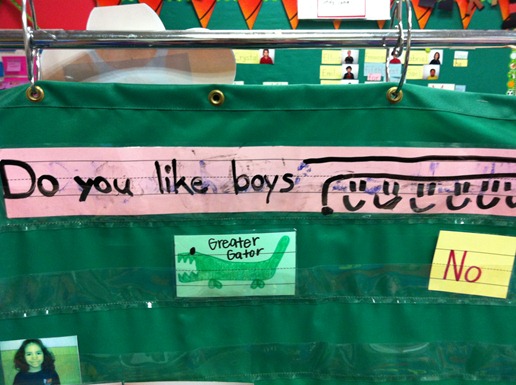 Do you like boys
Greater
Gator
No